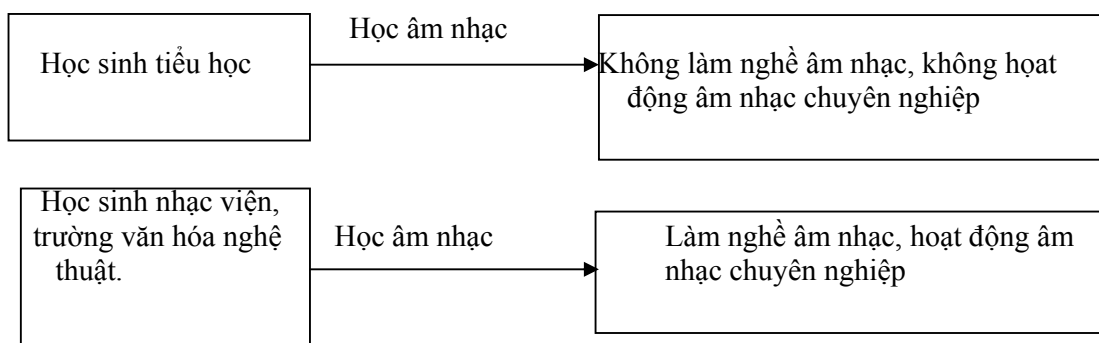 Học âm nhạc
Học sinh tiểu học
Không làm nghề âm nhạc, không họat
động âm nhạc chuyên nghiệp
Học sinh nhạc viện,
trường văn hóa nghệ
thuật.
Học âm nhạc
Làm nghề âm nhạc, hoạt động âm
nhạc chuyên nghiệp